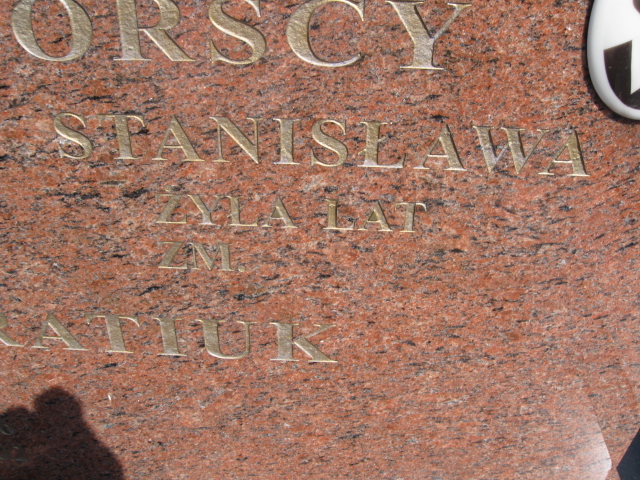 ORSCY
STANISŁAWA
ŻYŁA LAT
ZM.
RATIUK